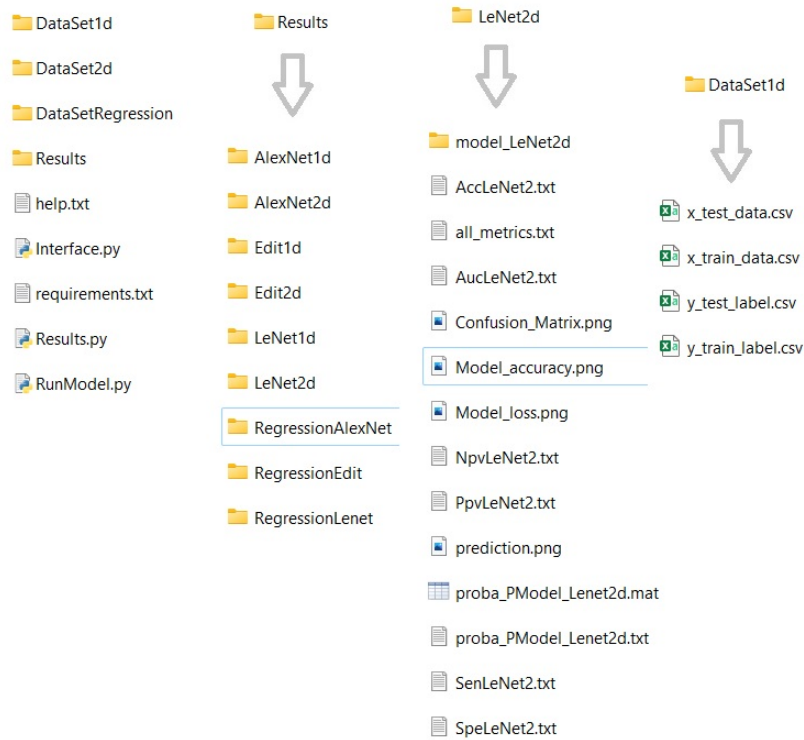 DataSet1d
DataSet2d
DataSetRegression
Results
help.txt
Interface.py
requirements.txt
Results.py
RunModel.py
Results
AlexNet1d
AlexNet2d
Edit1d
Edit2d
LeNet1d
LeNet2d
RegressionAlexNet
RegressionEdit
RegressionLenet
LeNet2d
model_LeNet2d
AccLeNet2.txt
all_metrics.txt
AucLeNet2.txt
Confusion_Matrix.png
Model_accuracy.png
Model_loss.png
NpvLeNet2.txt
PpvLeNet2.txt
prediction.png
proba_PModel_Lenet2d.mat
proba_PModel_Lenet2d.txt
SenLeNet2.txt
SpeLeNet2.txt
DataSet1d
x_test_data.csv
x_train_data.csv
y_test_label.csv
y_train_label.csv